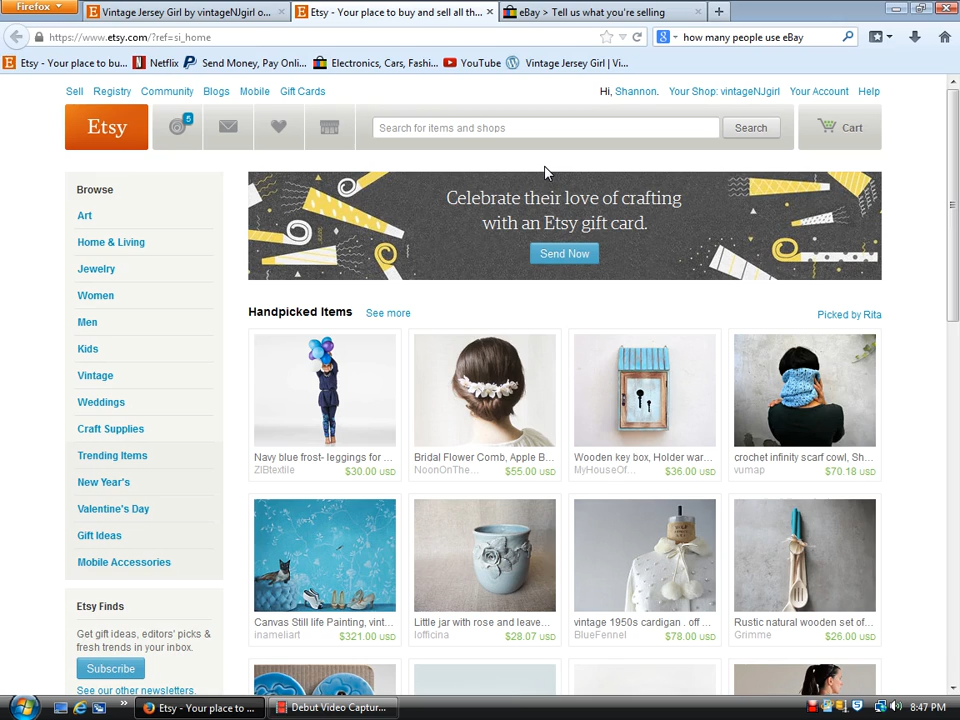 Firefox
Vintage Jersey Girl by vintageNJgirl o...
Etsy - Your place to buy and sell all th...
eBay > Tell us what you're selling
https://www.etsy.com/?ref=si_home
how many people use eBay
Etsy - Your place to bu...
Netflix
Send Money, Pay Onli...
Electronics, Cars, Fashi...
YouTube
Vintage Jersey Girl | Vi...
Sell Registry Community Blogs Mobile Gift Cards
Hi, Shannon. Your Shop: vintageNJgirl Your Account Help
Etsy
5
Search for items and shops
Search
Cart
Browse
Art
Home & Living
Jewelry
Women
Men
Kids
Vintage
Weddings
Craft Supplies
Trending Items
New Year's
Valentine's Day
Gift Ideas
Mobile Accessories
Etsy Finds
Get gift ideas, editors' picks &
fresh trends in your inbox.
Subscribe
See our other newsletters.
Celebrate their love of crafting
with an Etsy gift card.
Send Now
Handpicked Items See more
Picked by Rita
Navy blue frost- leggings for ...
ZIBtextile $30.00 USD
Bridal Flower Comb, Apple B...
NoonOnThe... $55.00 USD
Wooden key box, Holder war...
MyHouseOf... $36.00 USD
crochet infinity scarf cowl, Sh...
vumap $70.18 USD
Canvas Still life Painting, vint...
inameliart $321.00 USD
Little jar with rose and leave...
lofficina $28.07 USD
vintage 1950s cardigan . off ...
BlueFennel $78.00 USD
Rustic natural wooden set of...
Grimme $26.00 USD
Etsy - Your place to ...
Debut Video Captur...
8:47 PM